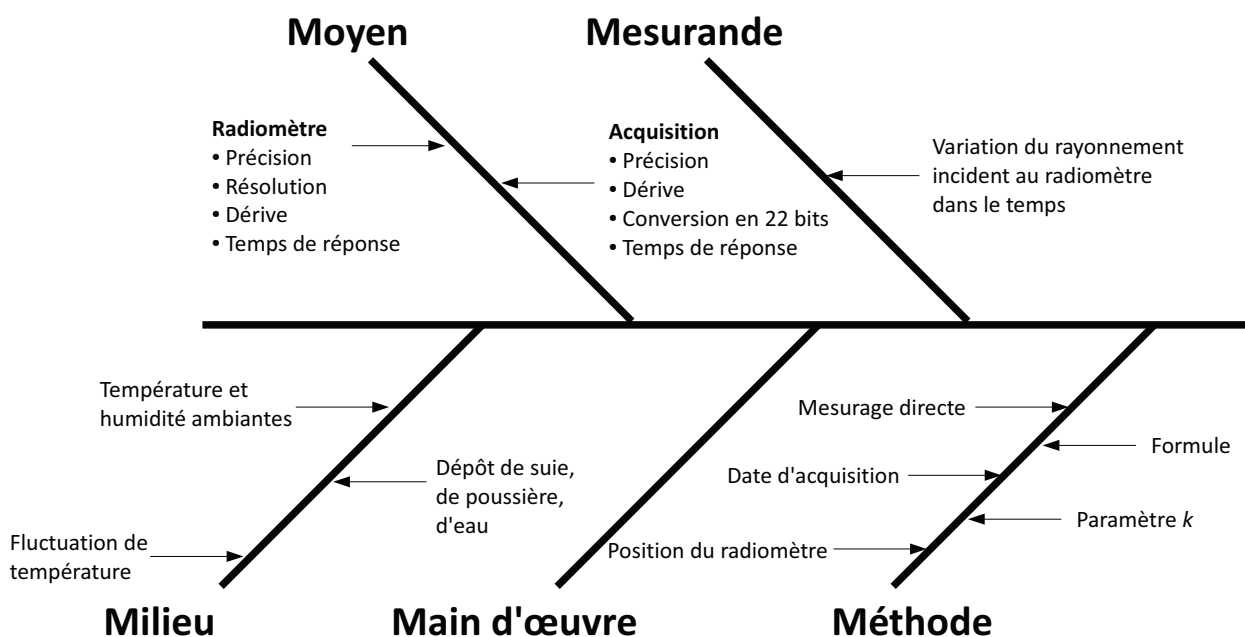 Moyen
Mesurande
Radiomètre
• Précision
• Résolution
• Dérive
• Temps de réponse
Acquisition
• Précision
• Dérive
• Conversion en 22 bits
• Temps de réponse
Variation du rayonnement
incident au radiomètre
dans le temps
Température et
humidité ambiantes
Dépôt de suie,
de poussière,
d'eau
Fluctuation de
température
Mesurage directe
Formule
Date d'acquisition
Paramètre k
Position du radiomètre
Milieu
Main d'œuvre
Méthode